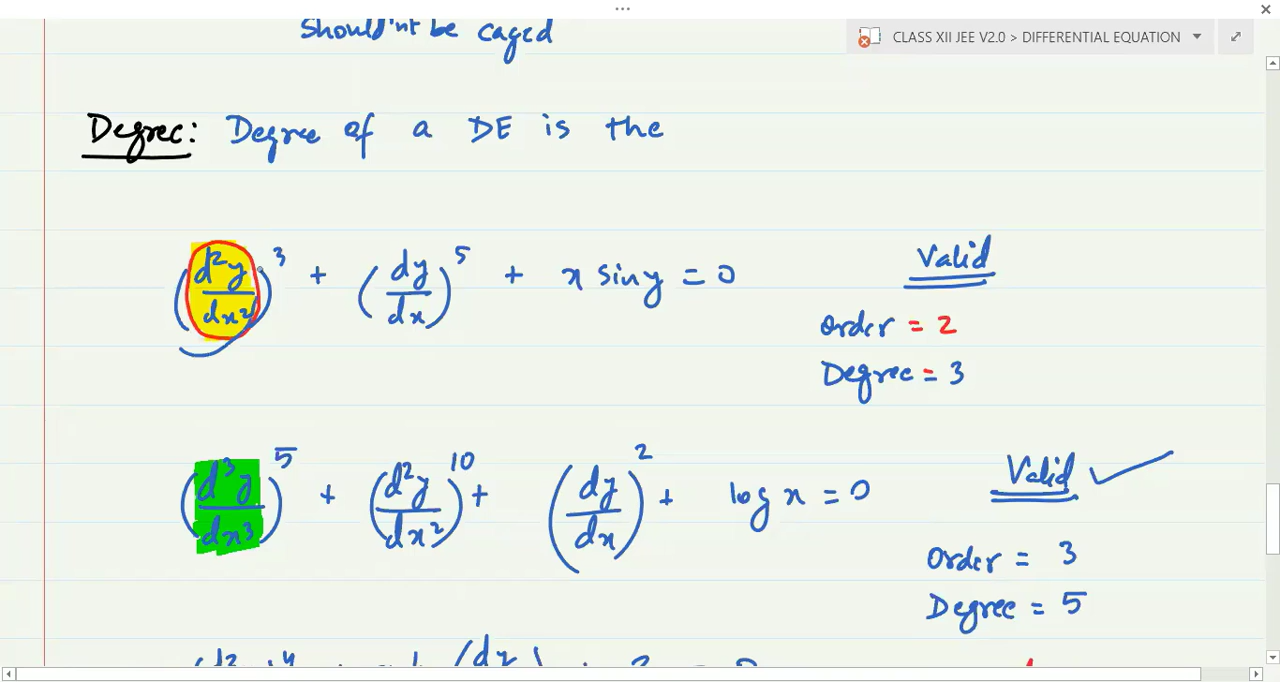 Shouldn't be caged
CLASS XII JEE V2.0 > DIFFERENTIAL EQUATION
Degree: Degree of a DE is the
(d²y/dx²)³ + (dy/dx)⁵ + x sin y = 0
Valid
Order = 2
Degree = 3
(d³y/dx³)⁵ + (d²y/dx²)¹⁰ + (dy/dx)² + log x = 0
Valid ✓
Order = 3
Degree = 5